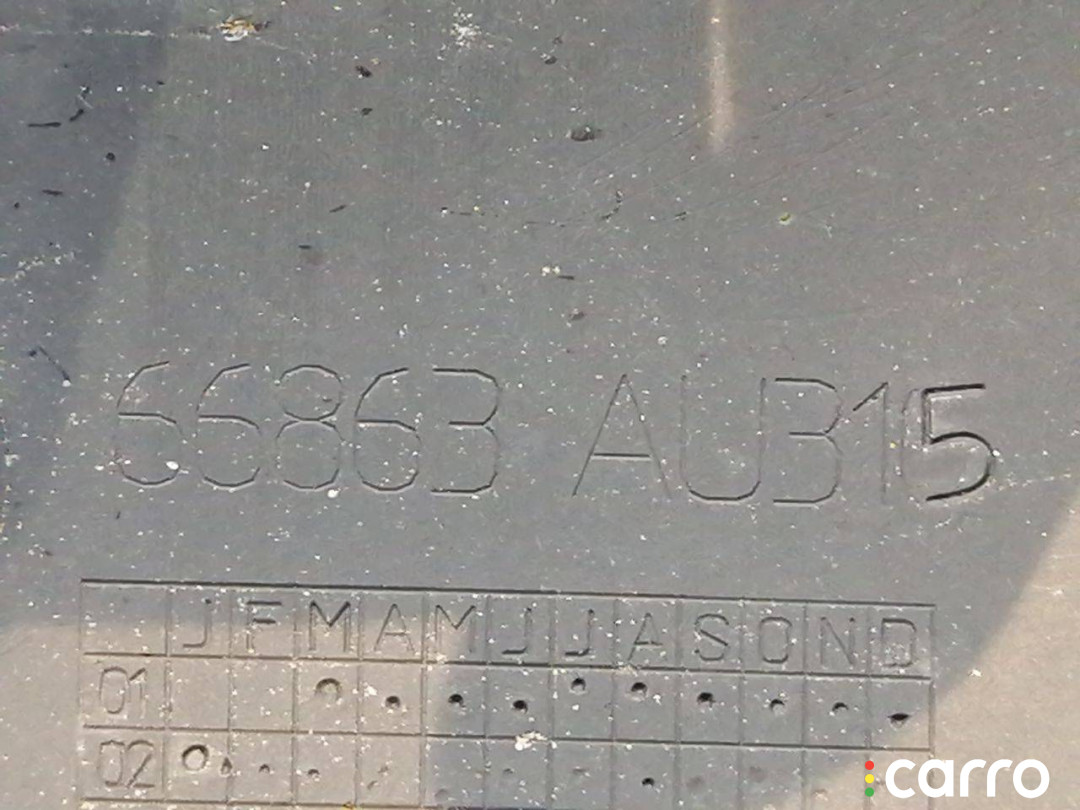 66863 AU315
J F M A M J J A S O N D
01
02
carro